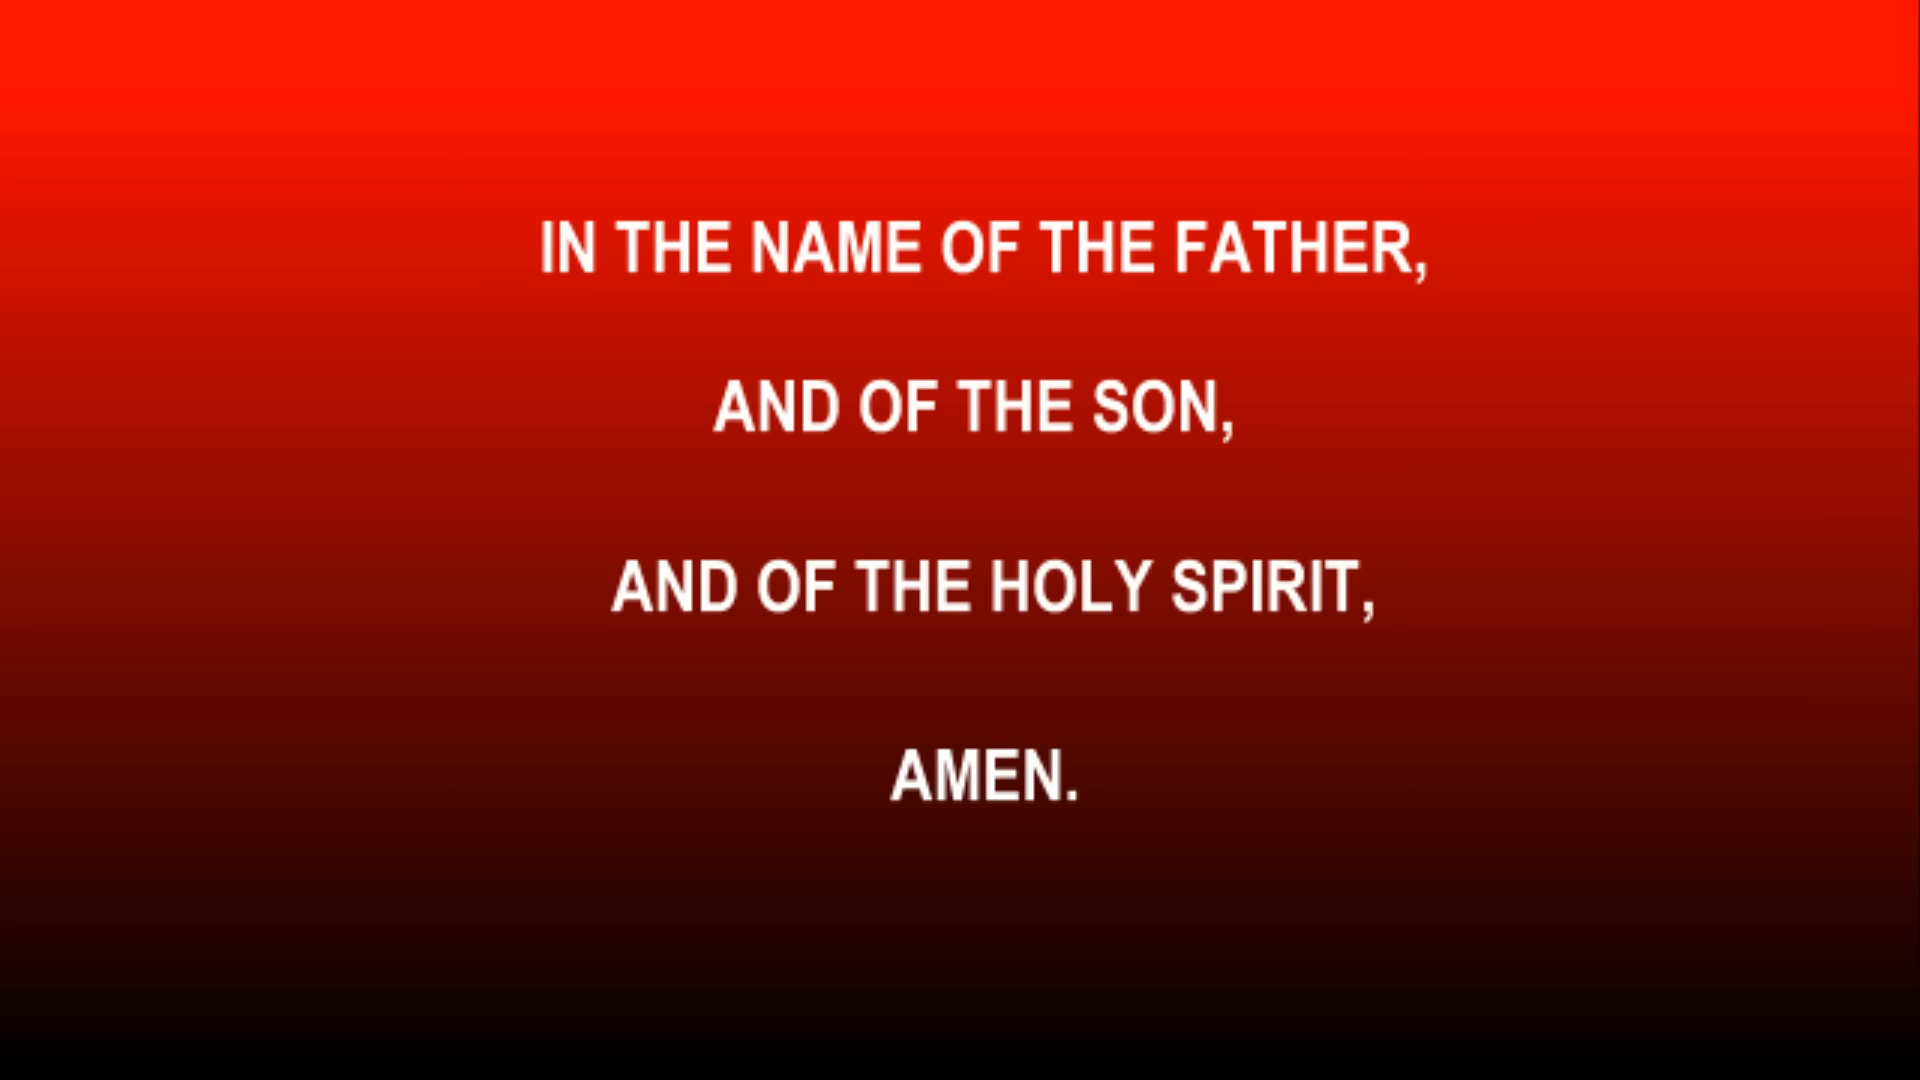 IN THE NAME OF THE FATHER,
AND OF THE SON,
AND OF THE HOLY SPIRIT,
AMEN.